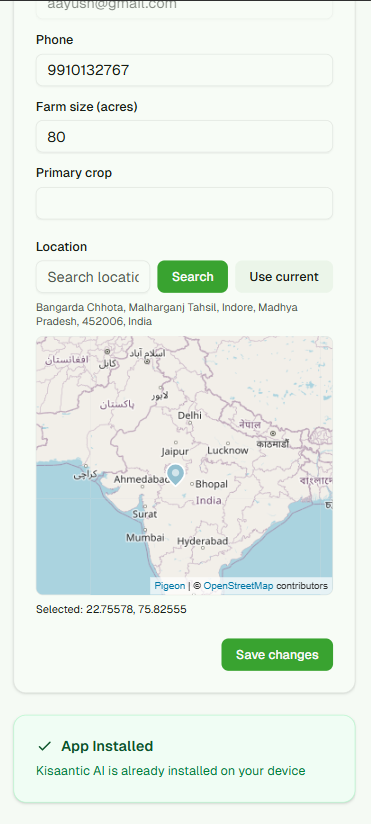 aayush@gmail.com
Phone
9910132767
Farm size (acres)
80
Primary crop
Location
Search locatic
Search
Use current
Bangarda Chhota, Malharganj Tahsil, Indore, Madhya
Pradesh, 452006, India
افغانستان
کابل
اسلام آباد
لاہور
پاکستان
Delhi
नेपाल
काठमाडौँ
Jaipur
Lucknow
کراچی
Ahmedabad
Bhopal
India
বাংলাদে
Surat
Mumbai
Hyderabad
Pigeon | © OpenStreetMap contributors
Selected: 22.75578, 75.82555
Save changes
App Installed
Kisaantic AI is already installed on your device